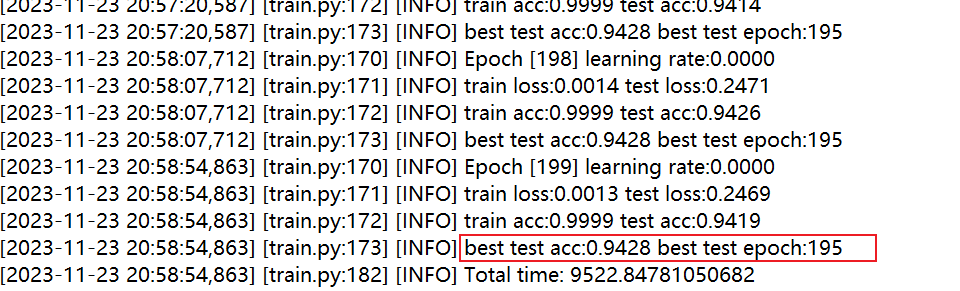 [2023-11-23 20:57:20,587] [train.py:172] [INFO] train acc:0.9999 test acc:0.9414
[2023-11-23 20:57:20,587] [train.py:173] [INFO] best test acc:0.9428 best test epoch:195
[2023-11-23 20:58:07,712] [train.py:170] [INFO] Epoch [198] learning rate:0.0000
[2023-11-23 20:58:07,712] [train.py:171] [INFO] train loss:0.0014 test loss:0.2471
[2023-11-23 20:58:07,712] [train.py:172] [INFO] train acc:0.9999 test acc:0.9426
[2023-11-23 20:58:07,712] [train.py:173] [INFO] best test acc:0.9428 best test epoch:195
[2023-11-23 20:58:54,863] [train.py:170] [INFO] Epoch [199] learning rate:0.0000
[2023-11-23 20:58:54,863] [train.py:171] [INFO] train loss:0.0013 test loss:0.2469
[2023-11-23 20:58:54,863] [train.py:172] [INFO] train acc:0.9999 test acc:0.9419
[2023-11-23 20:58:54,863] [train.py:173] [INFO] best test acc:0.9428 best test epoch:195
[2023-11-23 20:58:54,863] [train.py:182] [INFO] Total time: 9522.84781050682